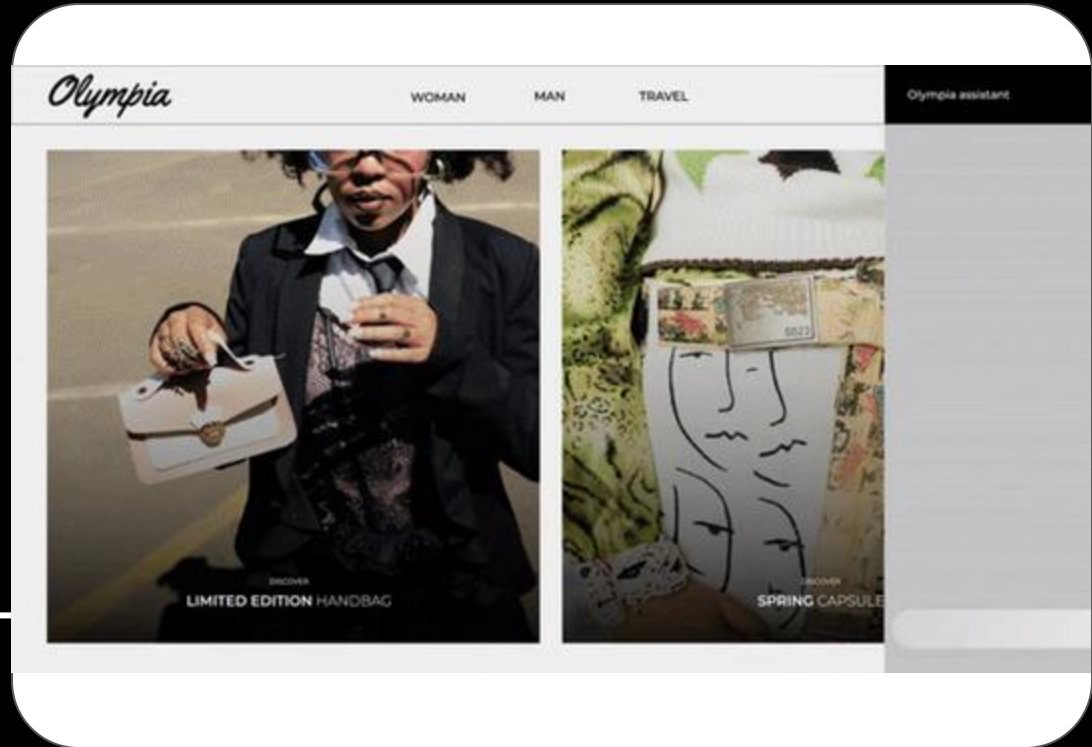 Olympia
WOMAN MAN TRAVEL
Olympia assistant
DISCOVER
LIMITED EDITION HANDBAG
DISCOVER
SPRING CAPSULE